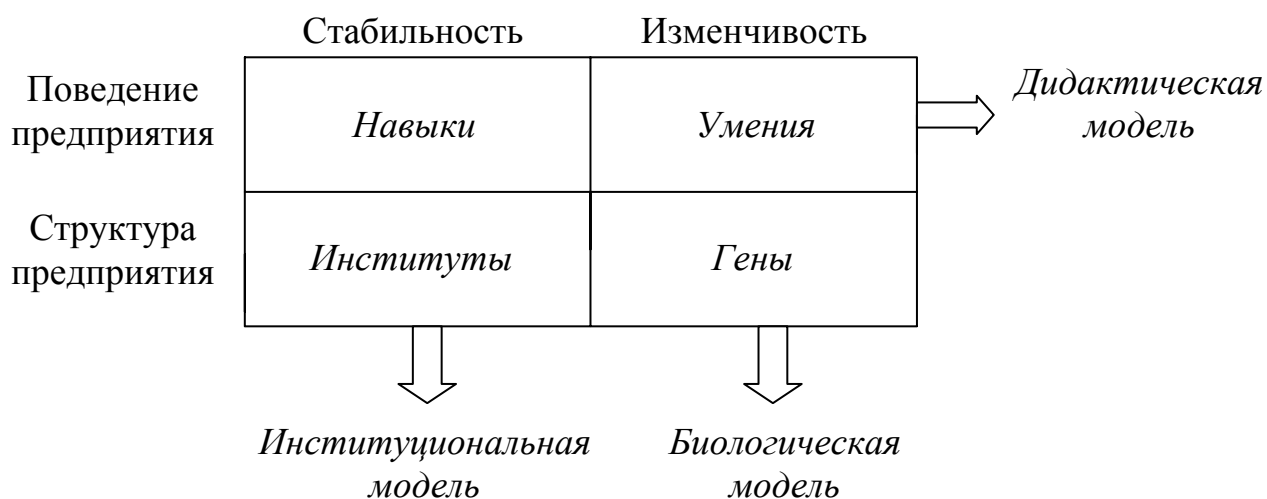 Стабильность Изменчивость
Поведение
предприятия
Навыки
Умения
Дидактическая
модель
Структура
предприятия
Институты
Гены
Институциональная
модель
Биологическая
модель